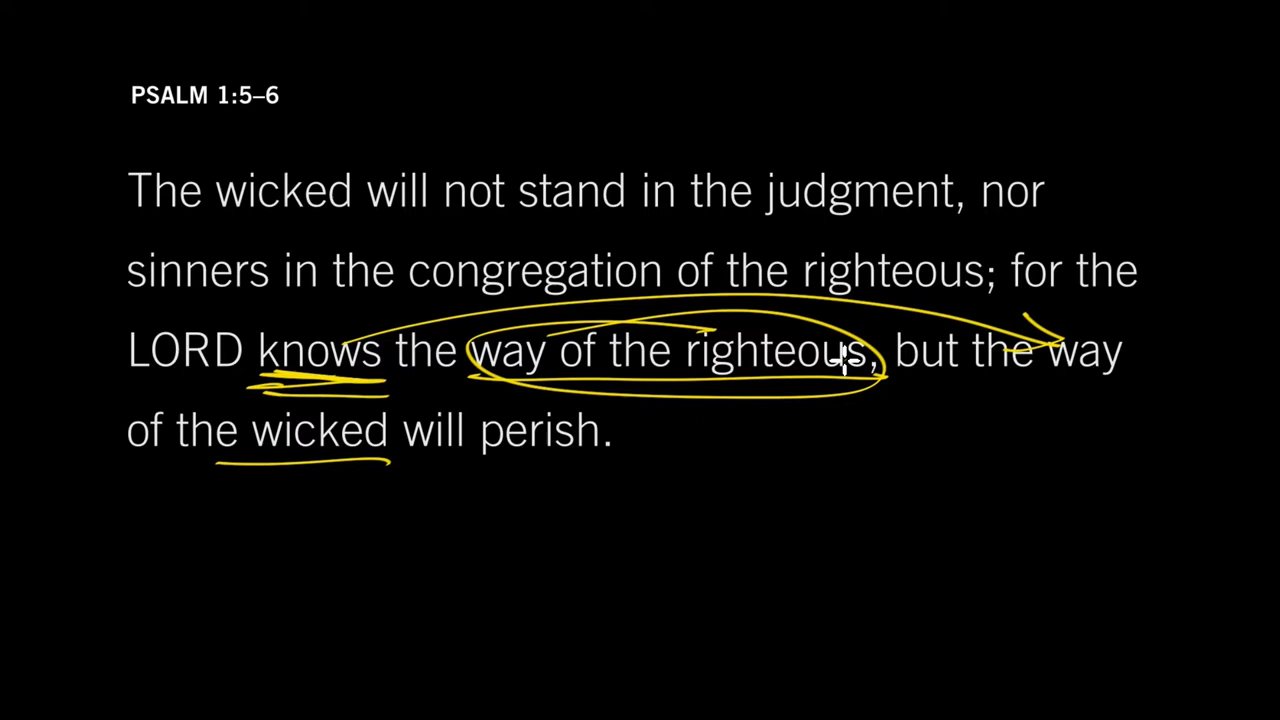 PSALM 1:5–6
The wicked will not stand in the judgment, nor
sinners in the congregation of the righteous; for the
LORD knows the way of the righteous, but the way
of the wicked will perish.